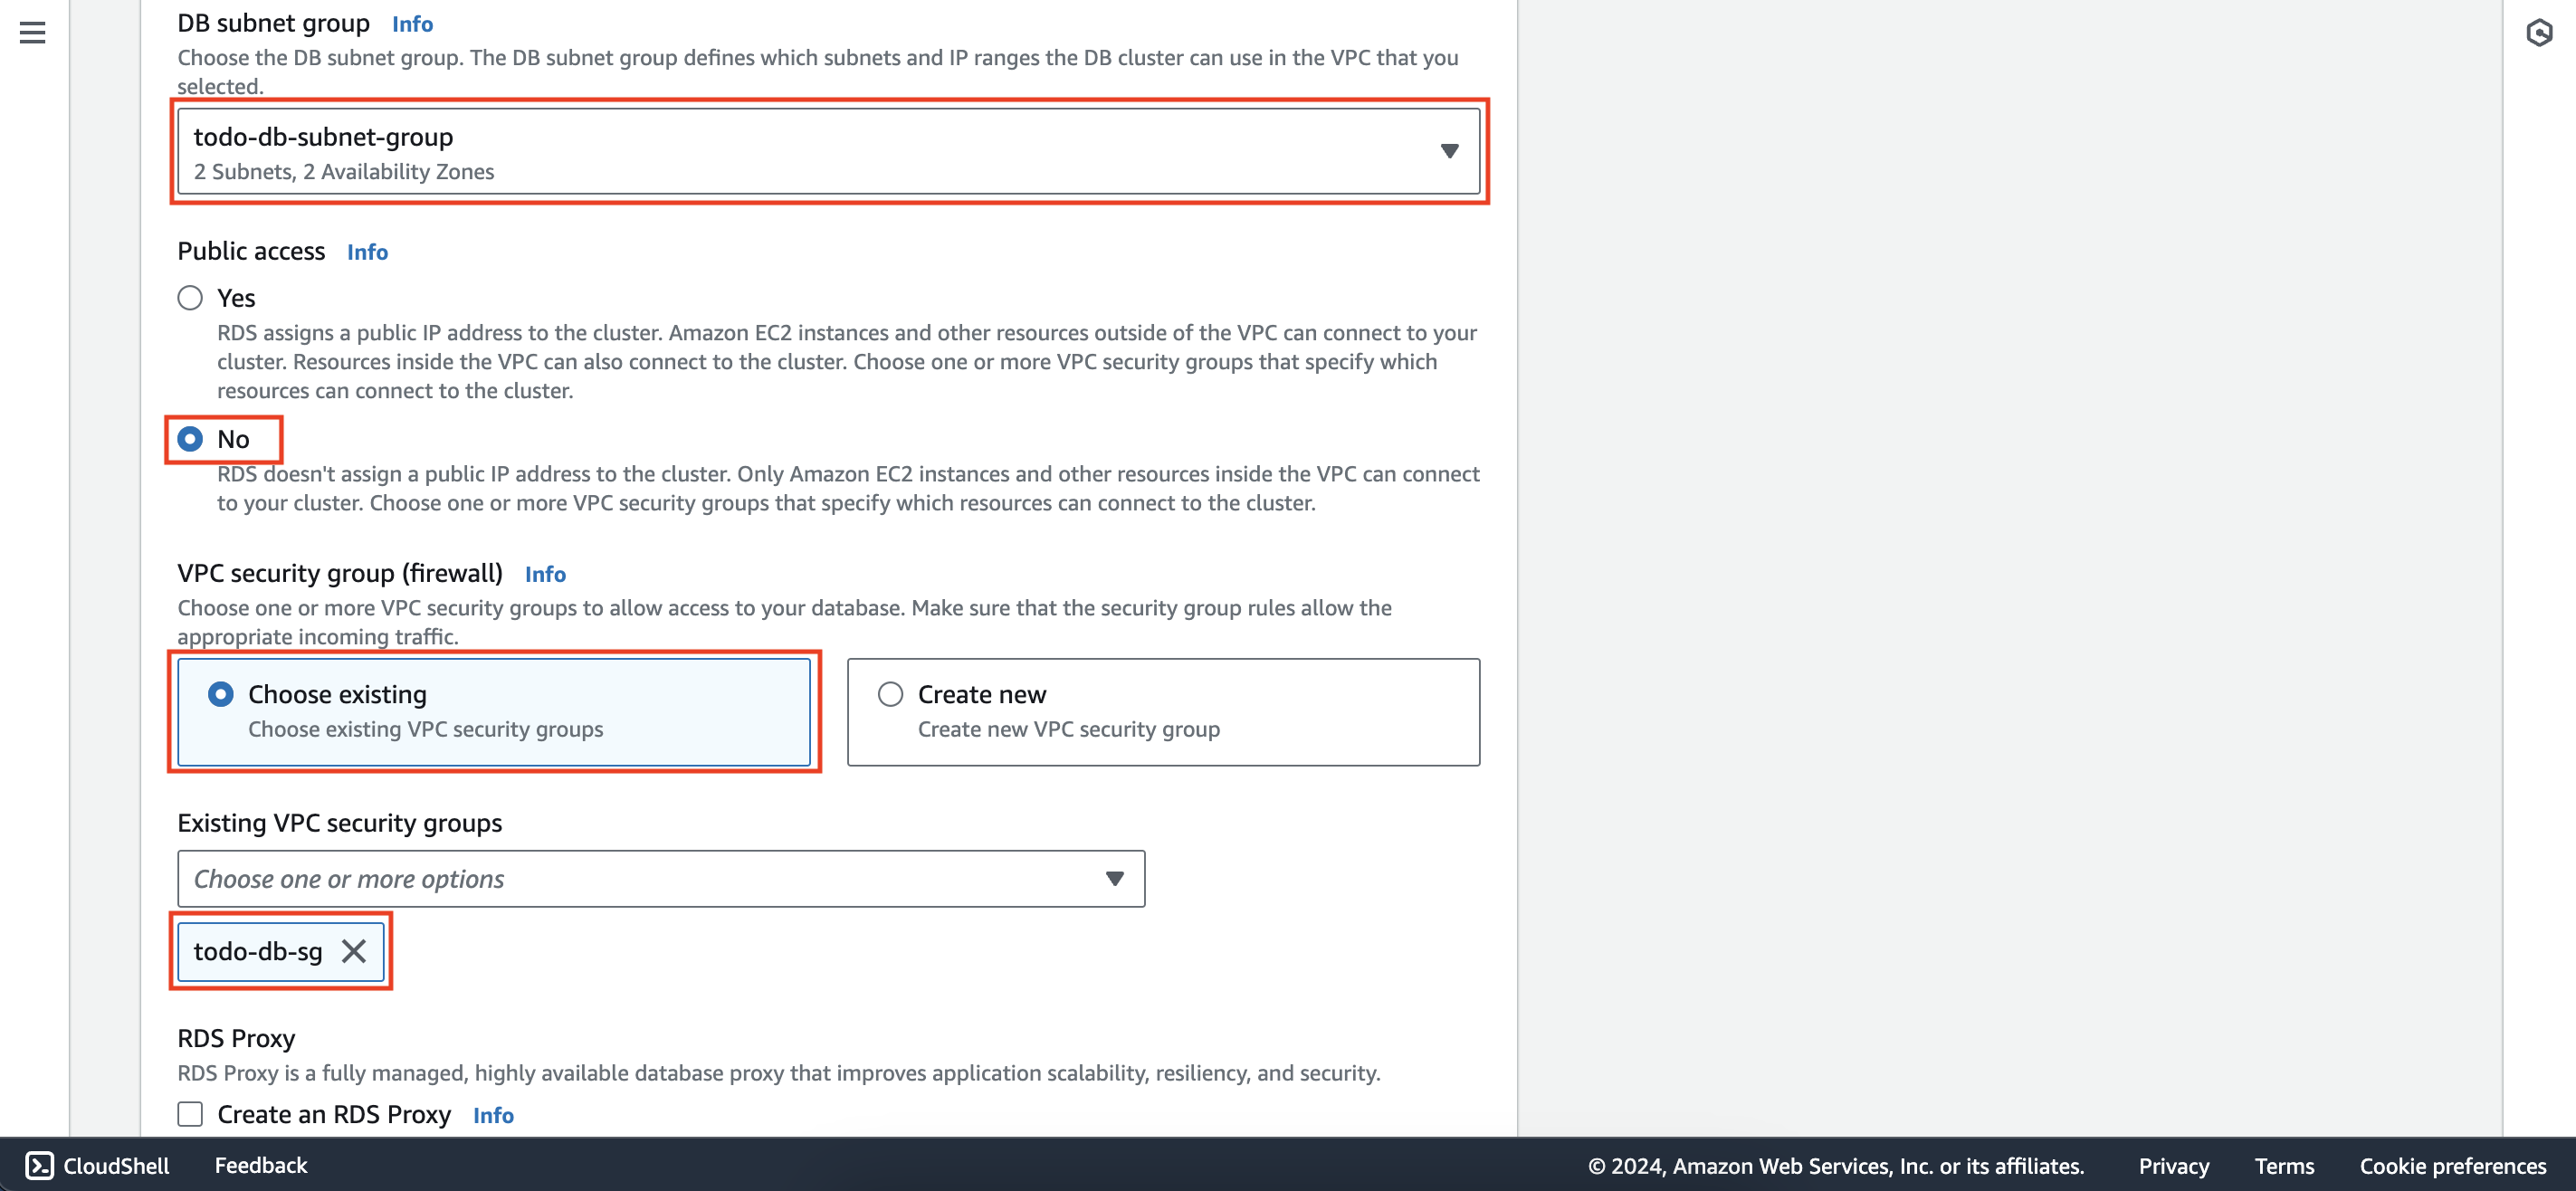 DB subnet group Info
Choose the DB subnet group. The DB subnet group defines which subnets and IP ranges the DB cluster can use in the VPC that you
selected.
todo-db-subnet-group
2 Subnets, 2 Availability Zones
Public access Info
Yes
RDS assigns a public IP address to the cluster. Amazon EC2 instances and other resources outside of the VPC can connect to your
cluster. Resources inside the VPC can also connect to the cluster. Choose one or more VPC security groups that specify which
resources can connect to the cluster.
No
RDS doesn't assign a public IP address to the cluster. Only Amazon EC2 instances and other resources inside the VPC can connect
to your cluster. Choose one or more VPC security groups that specify which resources can connect to the cluster.
VPC security group (firewall) Info
Choose one or more VPC security groups to allow access to your database. Make sure that the security group rules allow the
appropriate incoming traffic.
Choose existing
Choose existing VPC security groups
Create new
Create new VPC security group
Existing VPC security groups
Choose one or more options
todo-db-sg
RDS Proxy
RDS Proxy is a fully managed, highly available database proxy that improves application scalability, resiliency, and security.
Create an RDS Proxy Info
CloudShell Feedback © 2024, Amazon Web Services, Inc. or its affiliates. Privacy Terms Cookie preferences